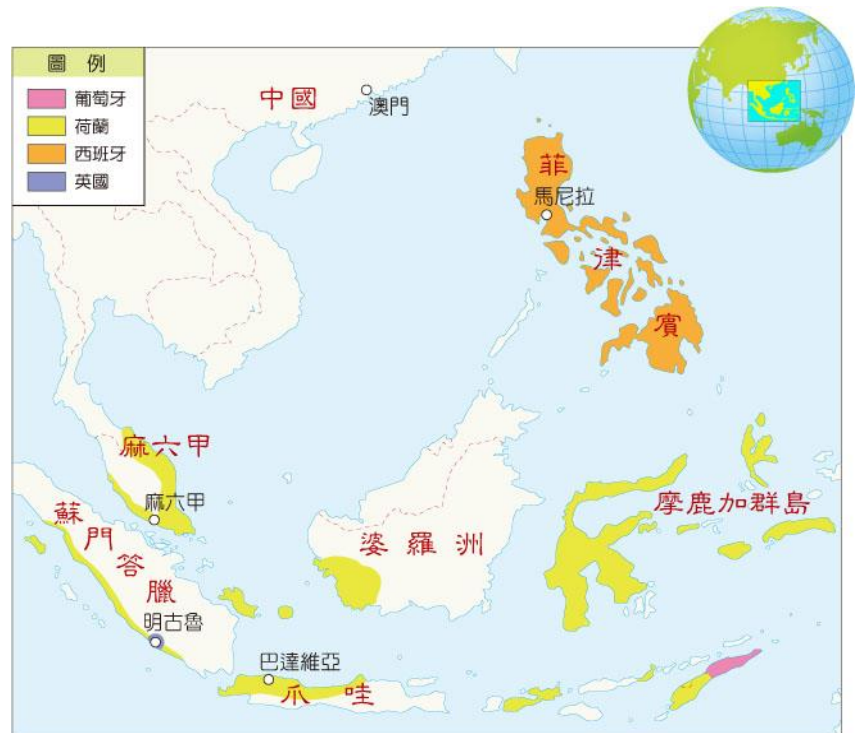 圖 例
葡萄牙
荷蘭
西班牙
英國
中國
澳門
菲律賓
馬尼拉
麻六甲
麻六甲
蘇門答臘
明古魯
婆羅洲
摩鹿加群島
巴達維亞
爪哇